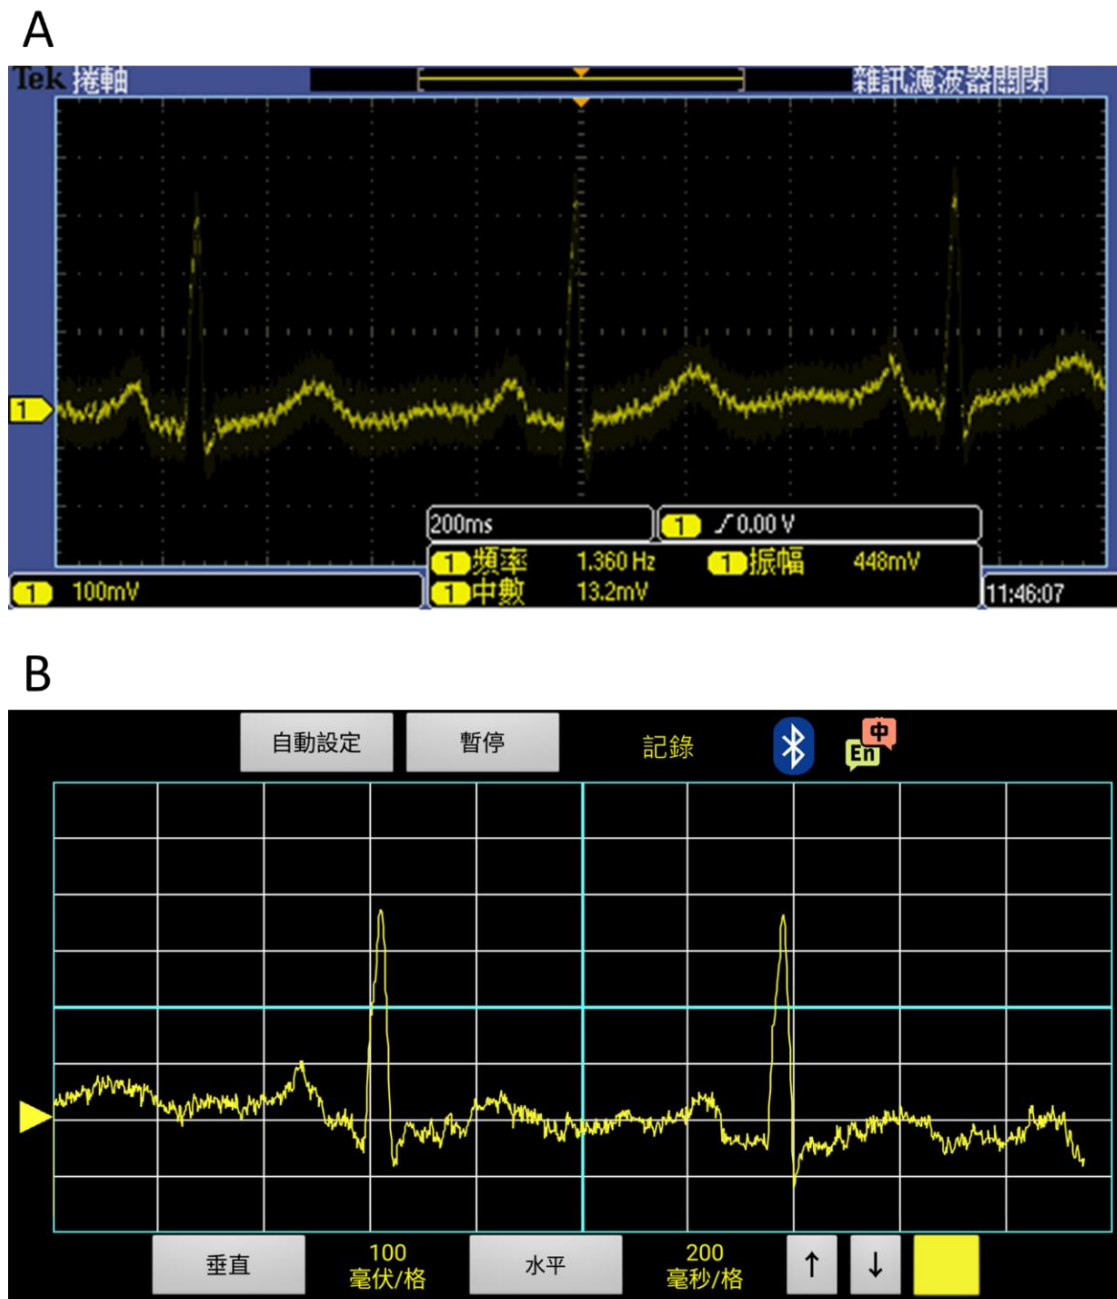 A
Tek 捲軸 雜訊濾波器關閉
1
200ms 1 0.00 V
1 頻率 1.360 Hz 1 振幅 448mV
1 100mV 1 中數 13.2mV 11:46:07
B
自動設定 暫停 記錄 En 中
垂直 100 毫伏/格 水平 200 毫秒/格 ↑ ↓